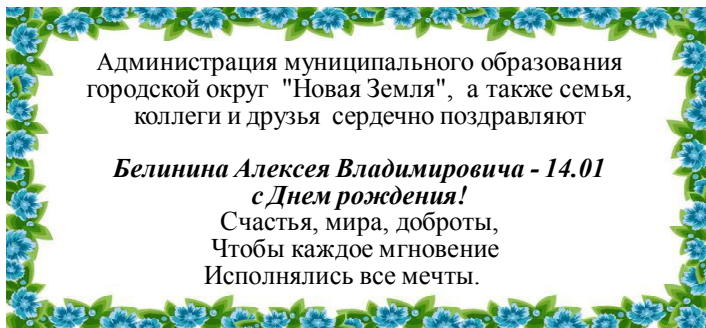 Администрация муниципального образования
городской округ "Новая Земля", а также семья,
коллеги и друзья сердечно поздравляют
Белинина Алексея Владимировича - 14.01
с Днем рождения!
Счастья, мира, доброты,
Чтобы каждое мгновение
Исполнялись все мечты.